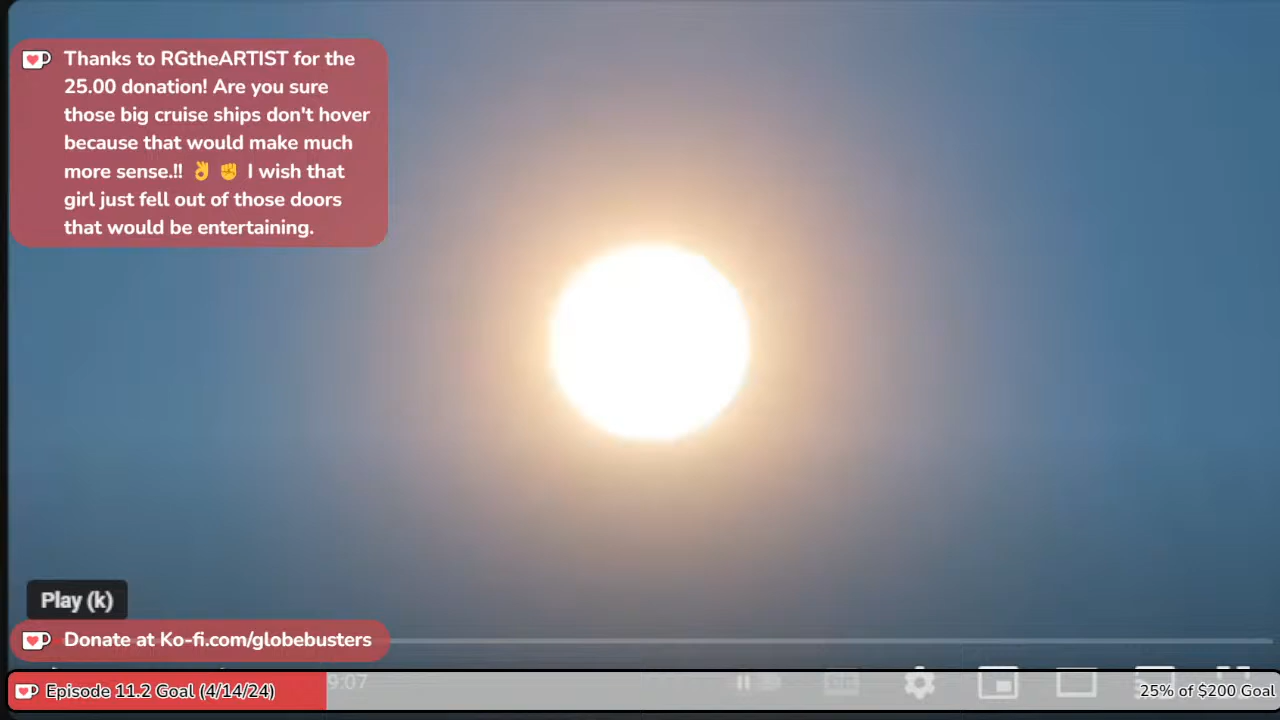 Thanks to RGtheARTIST for the
25.00 donation! Are you sure
those big cruise ships don't hover
because that would make much
more sense.!! 👌 ✊ I wish that
girl just fell out of those doors
that would be entertaining.
Play (k)
Donate at Ko-fi.com/globebusters
9:07
Episode 11.2 Goal (4/14/24)
25% of $200 Goal